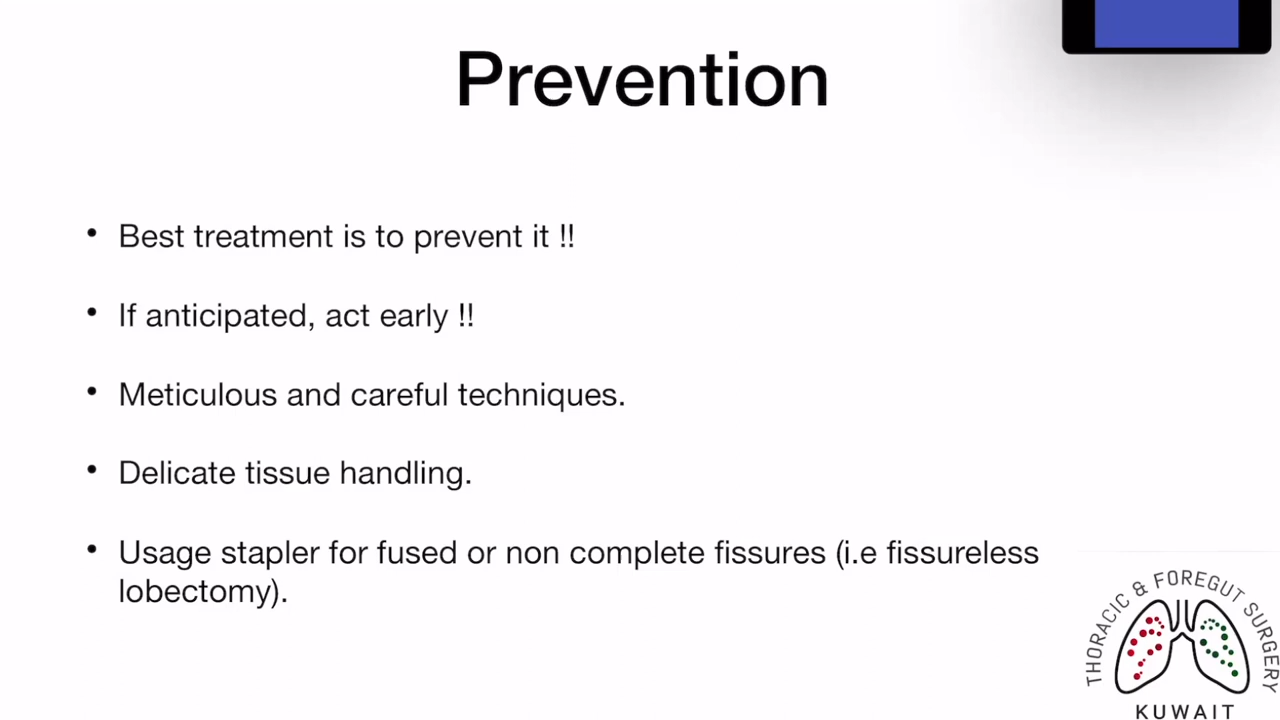 Prevention
• Best treatment is to prevent it !!
• If anticipated, act early !!
• Meticulous and careful techniques.
• Delicate tissue handling.
• Usage stapler for fused or non complete fissures (i.e fissureless
lobectomy).
THORACIC & FOREGUT SURGERY
KUWAIT